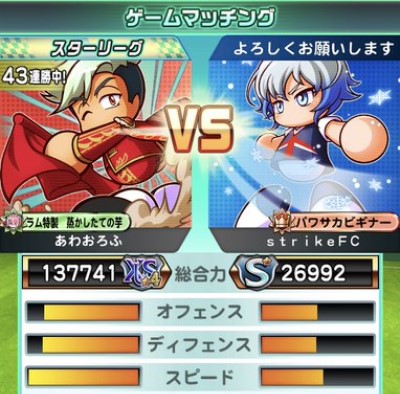 ゲームマッチング
スターリーグ
よろしくお願いします
43連勝中!
VS
ラム特製 蒸かしたての芋
パワサカビギナー
あわおろふ
strikeFC
137741
総合力
S
26992
オフェンス
ディフェンス
スピード